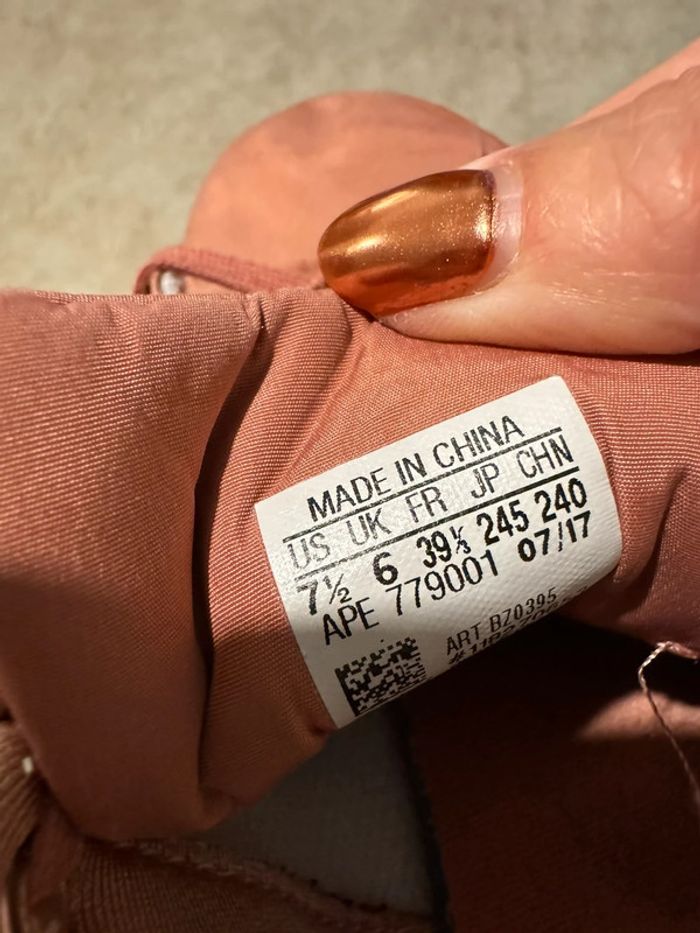 MADE IN CHINA
US UK FR JP CHN
7½ 6 39⅓ 245 240
APE 779001 07/17
ART BZ0395